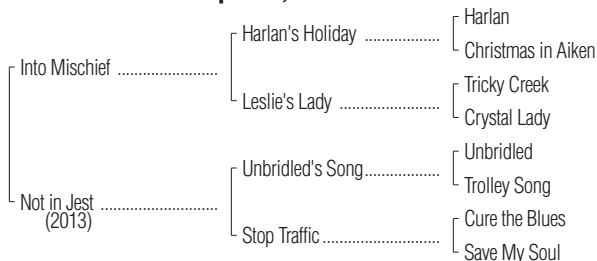 Harlan
Harlan's Holiday ..................
Christmas in Aiken
Into Mischief ........................
Tricky Creek
Leslie's Lady ........................
Crystal Lady
Unbridled
Unbridled's Song..................
Trolley Song
Not in Jest ............................
(2013)
Cure the Blues
Stop Traffic............................
Save My Soul